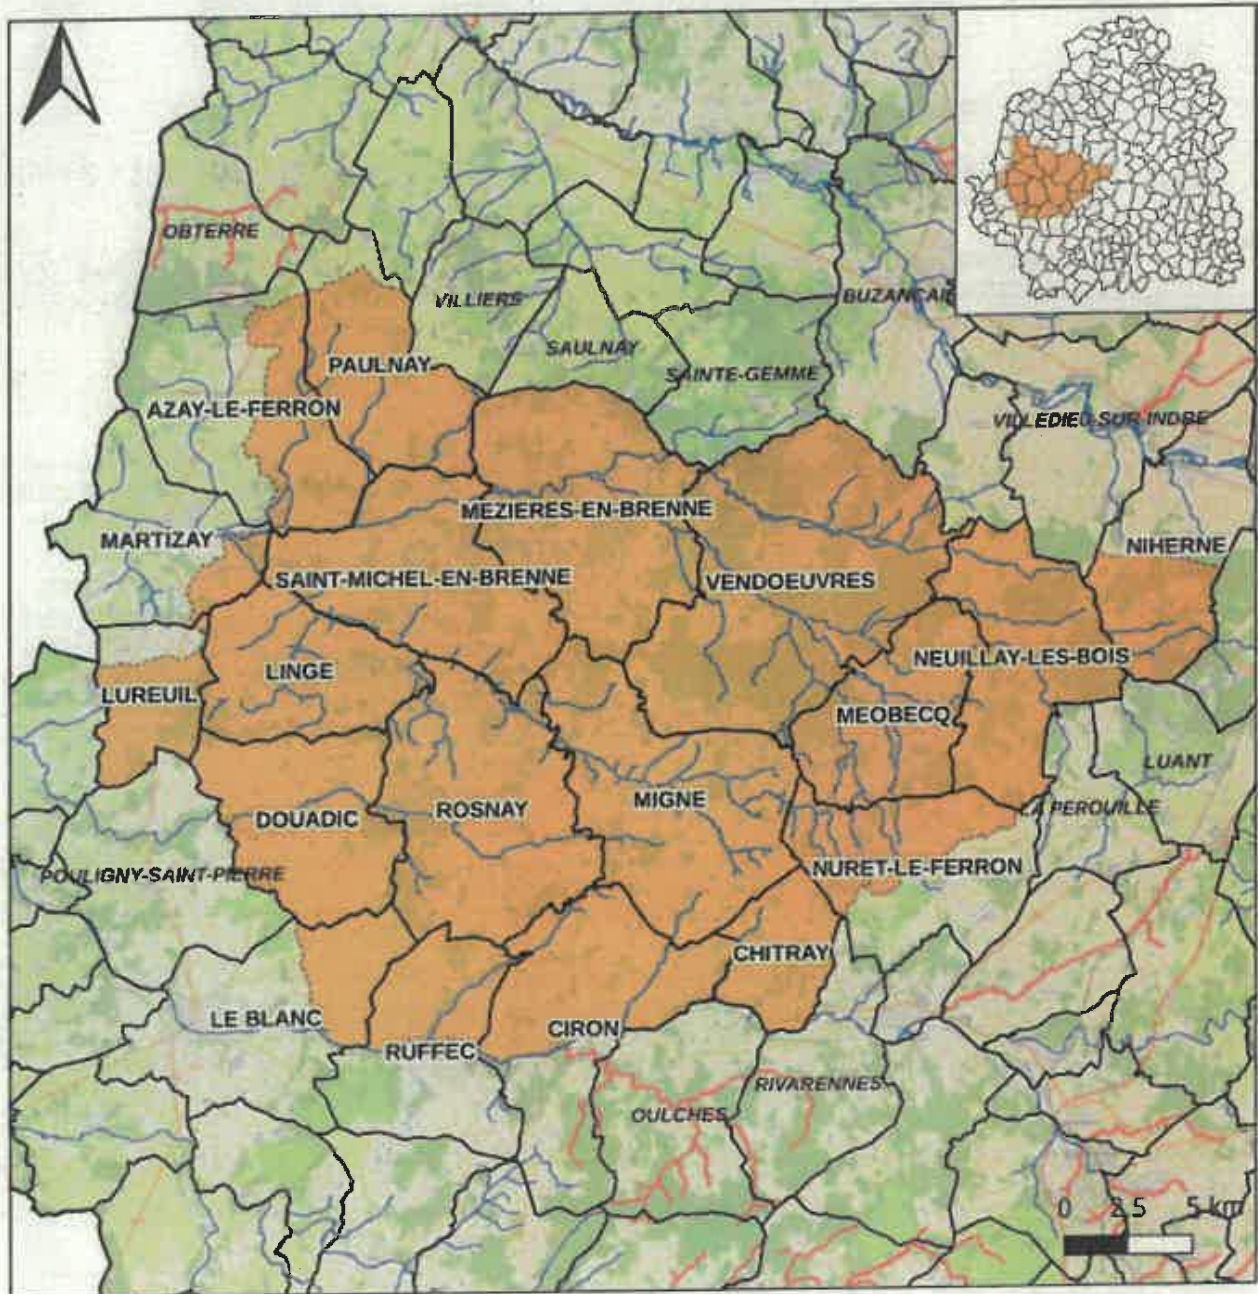 OBTERRE
VILLIERS
BUZANCAIS
SAULNAY
PAULNAY
SAINTE-GEMME
AZAY-LE-FERRON
VILLEDIEU-SUR-INDRE
MEZIERES-EN-BRENNE
MARTIZAY
NIHERNE
SAINT-MICHEL-EN-BRENNE
VENDOEUVRES
NEUILLAY-LES-BOIS
LINGE
LUREUIL
MEOBECQ
LUANT
MIGNE
ROSNAY
LA PEROUILLE
DOUADIC
NURET-LE-FERRON
POULIGNY-SAINT-PIERRE
CHITRAY
LE BLANC
CIRON
RUFFEC
RIVARENNES
OULCHES
0 2.5 5 km